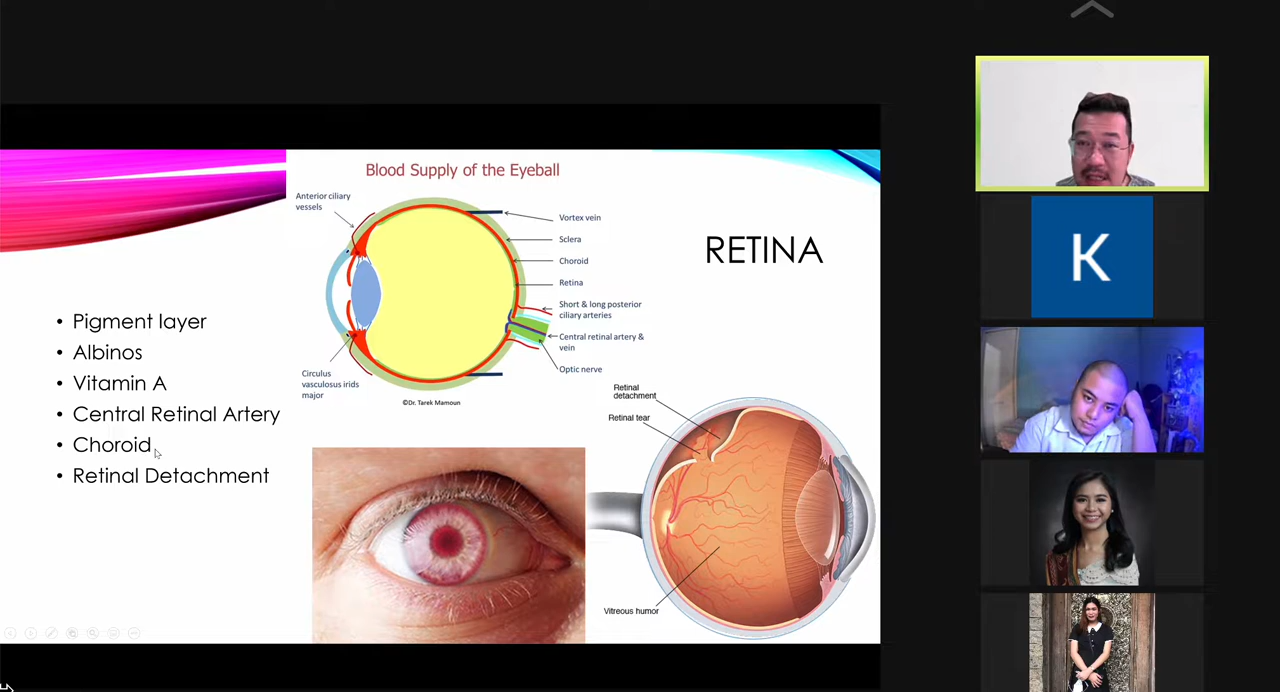 Blood Supply of the Eyeball
Anterior ciliary
vessels
Vortex vein
Sclera
Choroid
Retina
Short & long posterior
ciliary arteries
Central retinal artery &
vein
Optic nerve
Circulus
vasculosus irids
major
©Dr. Tarek Mamoun
RETINA
• Pigment layer
• Albinos
• Vitamin A
• Central Retinal Artery
• Choroid
• Retinal Detachment
Retinal
detachment
Retinal tear
Vitreous humor
K